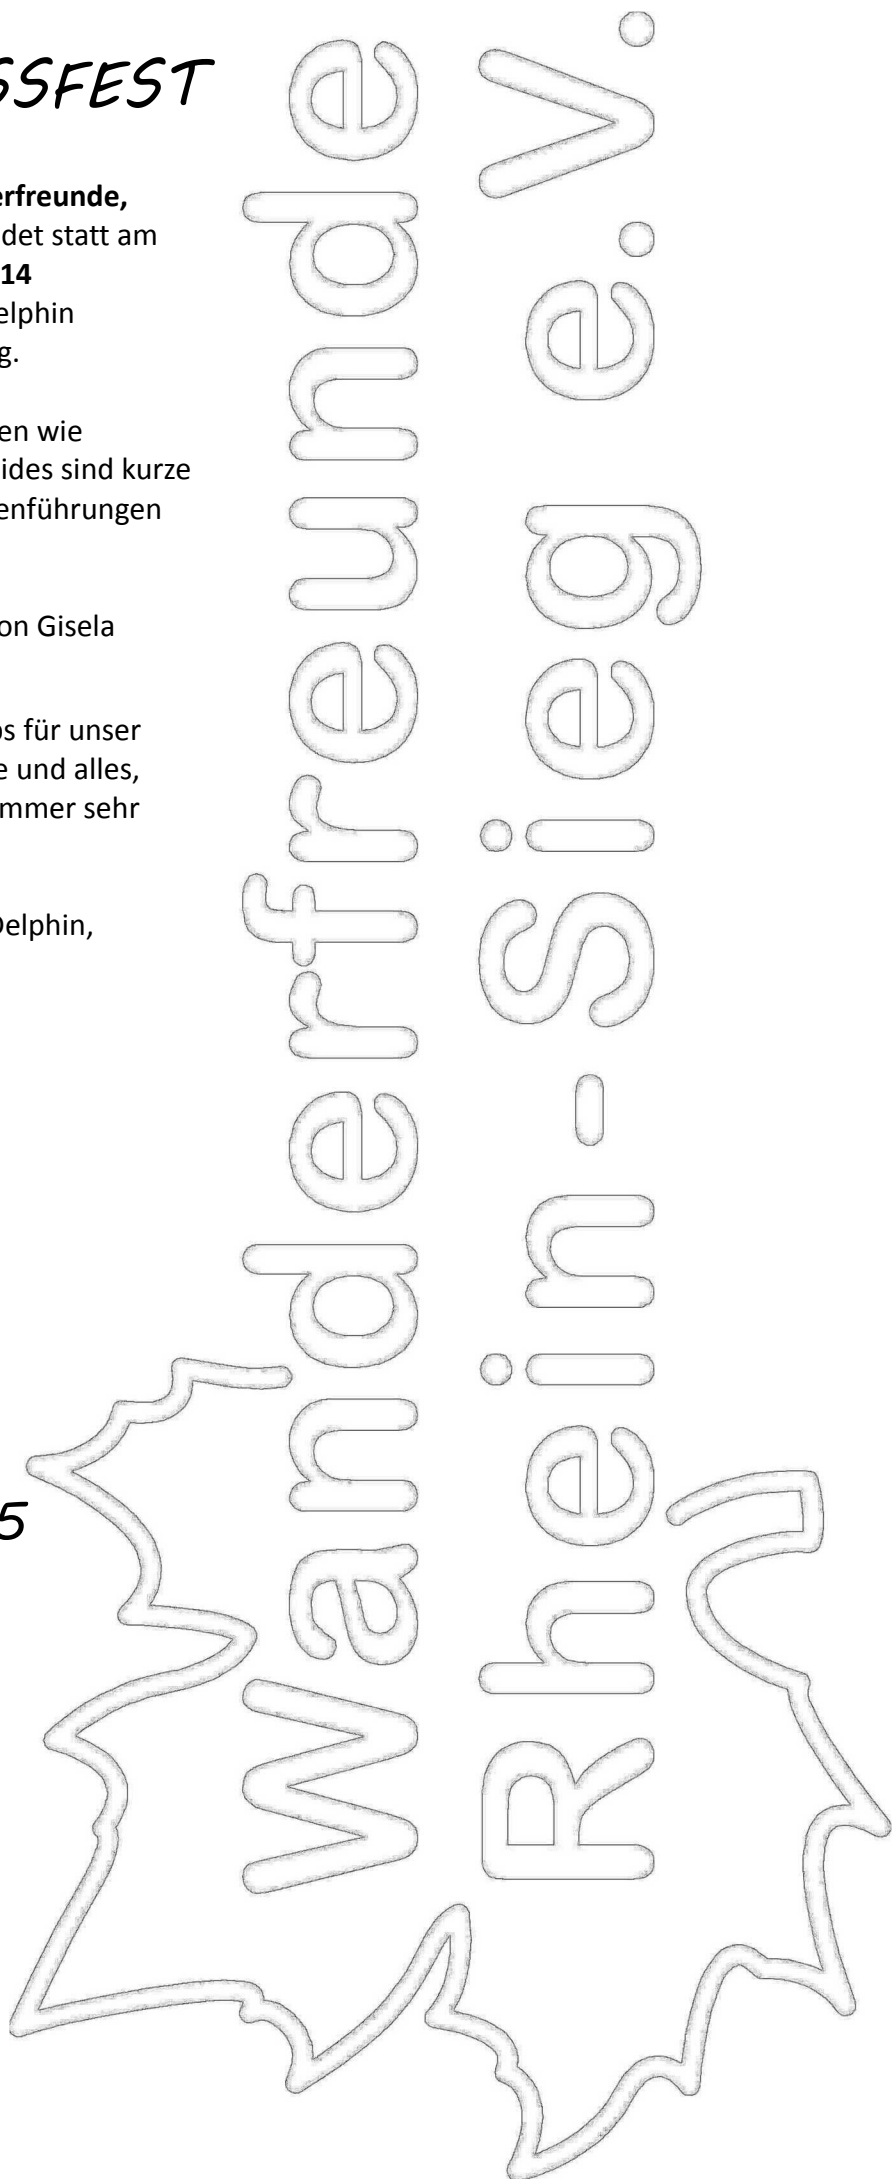 SSFEST
erfreunde,
det statt am
14
elphin
g.
en wie
ides sind kurze
enführungen
on Gisela
os für unser
e und alles,
mmer sehr
Delphin,
5
Wanderfreunde
Rhein-Sieg e.V.